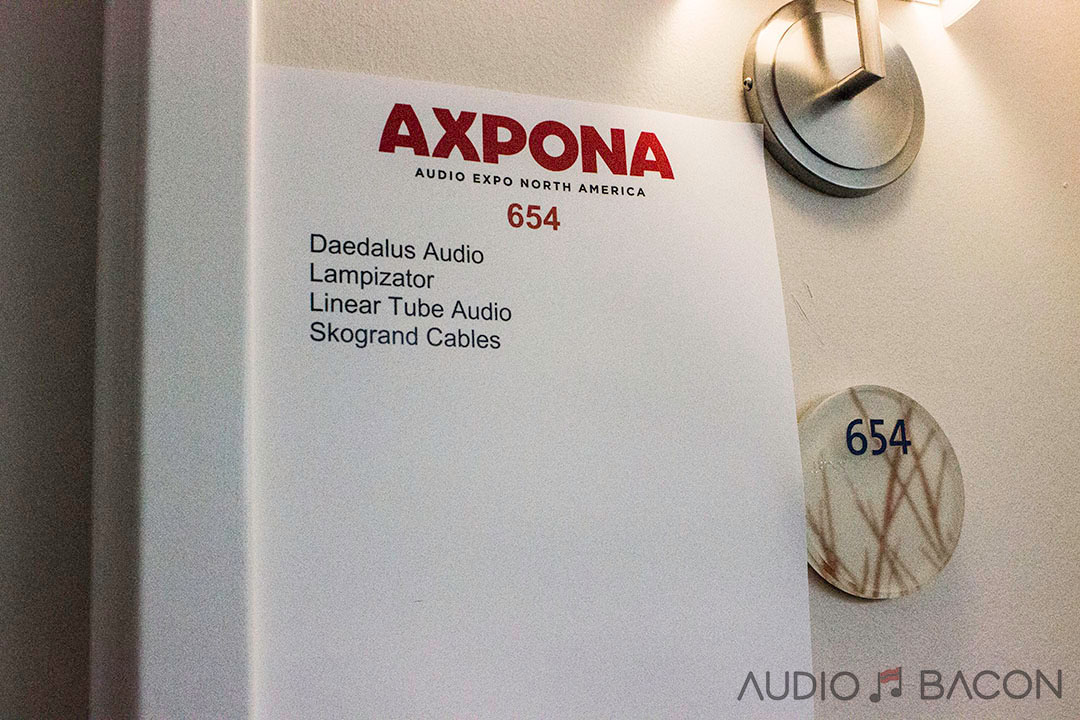 AXPONA
AUDIO EXPO NORTH AMERICA
654
Daedalus Audio
Lampizator
Linear Tube Audio
Skogrand Cables
654
AUDIO BACON